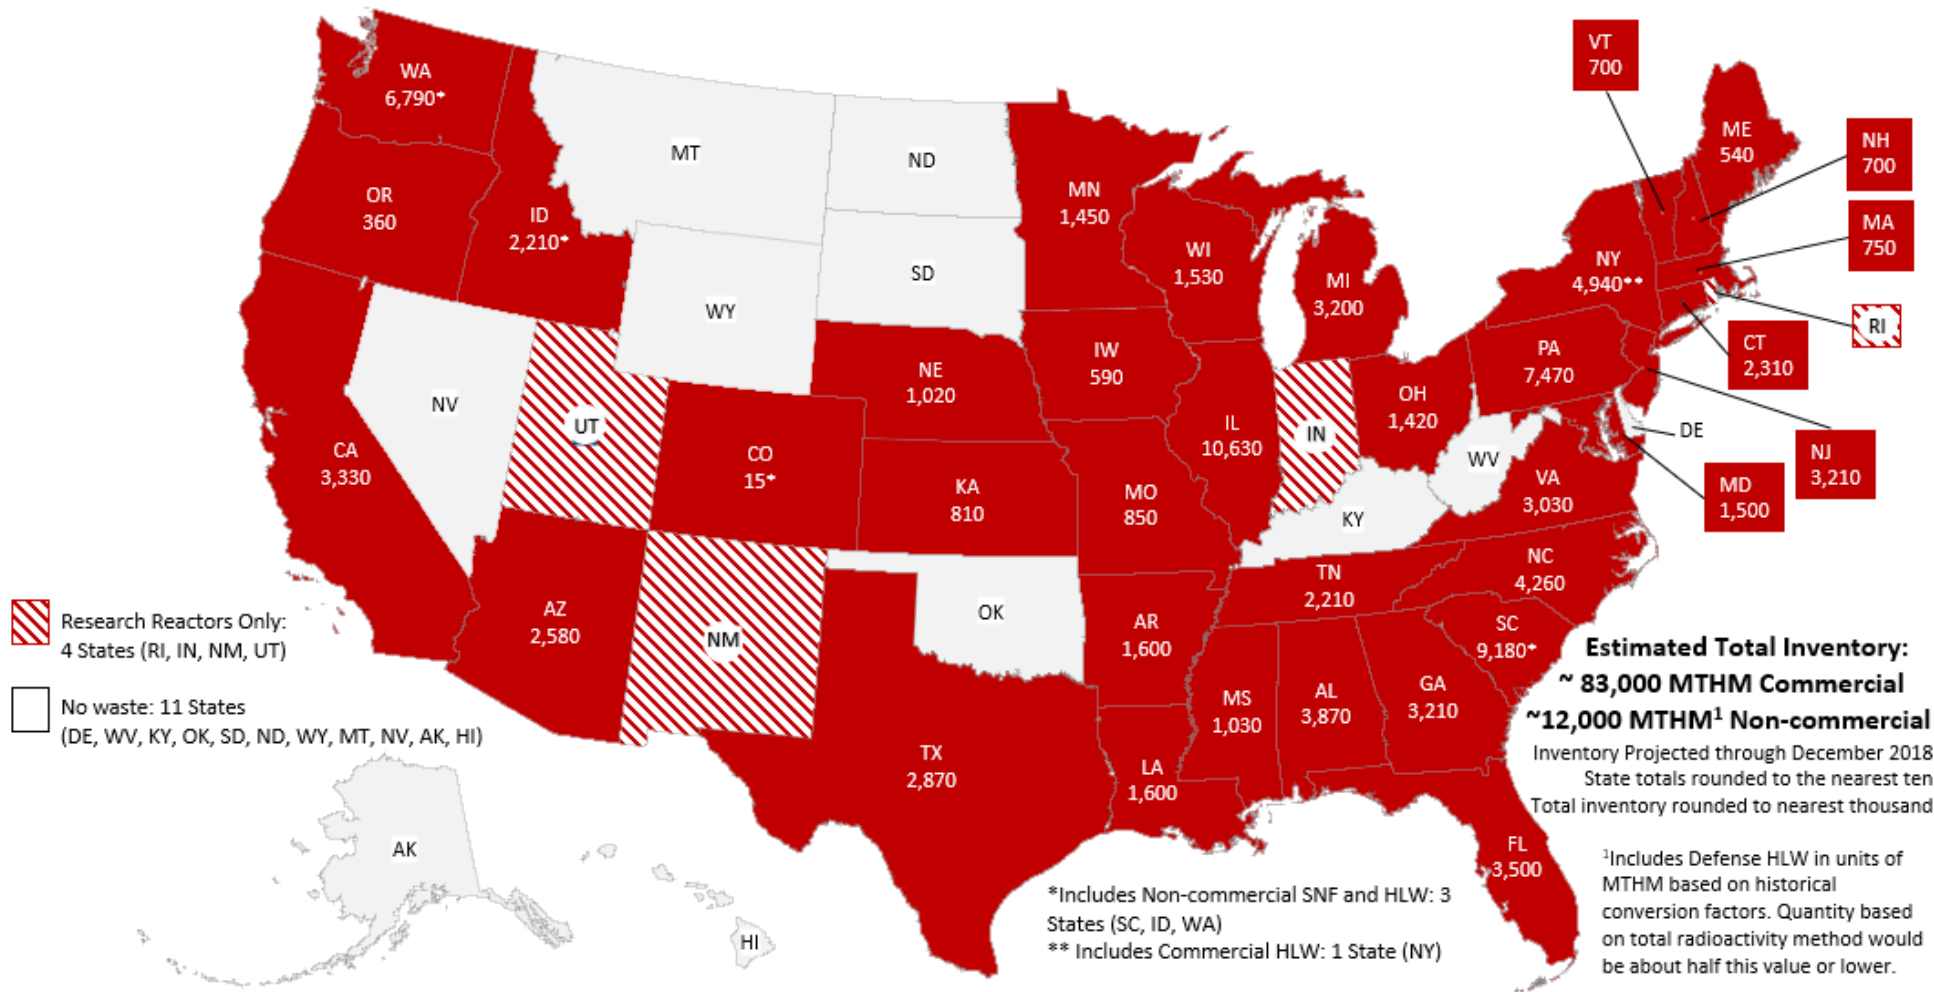 WA
6,790*
OR
360
ID
2,210*
MT
ND
SD
WY
NV
UT
CA
3,330
AZ
2,580
NM
CO
15*
NE
1,020
KA
810
OK
TX
2,870
MN
1,450
IW
590
MO
850
AR
1,600
LA
1,600
WI
1,530
IL
10,630
MI
3,200
IN
OH
1,420
KY
WV
TN
2,210
MS
1,030
AL
3,870
GA
3,210
FL
3,500
SC
9,180*
NC
4,260
VA
3,030
PA
7,470
NY
4,940**
VT
700
ME
540
NH
700
MA
750
RI
CT
2,310
DE
NJ
3,210
MD
1,500
AK
HI
Research Reactors Only:
4 States (RI, IN, NM, UT)
No waste: 11 States
(DE, WV, KY, OK, SD, ND, WY, MT, NV, AK, HI)
Estimated Total Inventory:
~ 83,000 MTHM Commercial
~12,000 MTHM¹ Non-commercial
Inventory Projected through December 2018
State totals rounded to the nearest ten
Total inventory rounded to nearest thousand
¹Includes Defense HLW in units of
MTHM based on historical
conversion factors. Quantity based
on total radioactivity method would
be about half this value or lower.
*Includes Non-commercial SNF and HLW: 3
States (SC, ID, WA)
** Includes Commercial HLW: 1 State (NY)